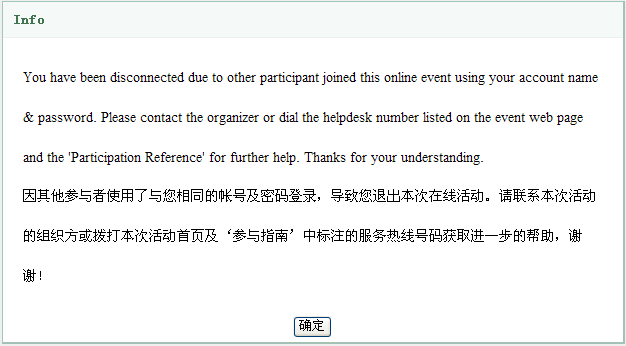 Info
You have been disconnected due to other participant joined this online event using your account name
& password. Please contact the organizer or dial the helpdesk number listed on the event web page
and the 'Participation Reference' for further help. Thanks for your understanding.
因其他参与者使用了与您相同的帐号及密码登录，导致您退出本次在线活动。请联系本次活动
的组织方或拨打本次活动首页及‘参与指南’中标注的服务热线号码获取进一步的帮助，谢
谢！
确定